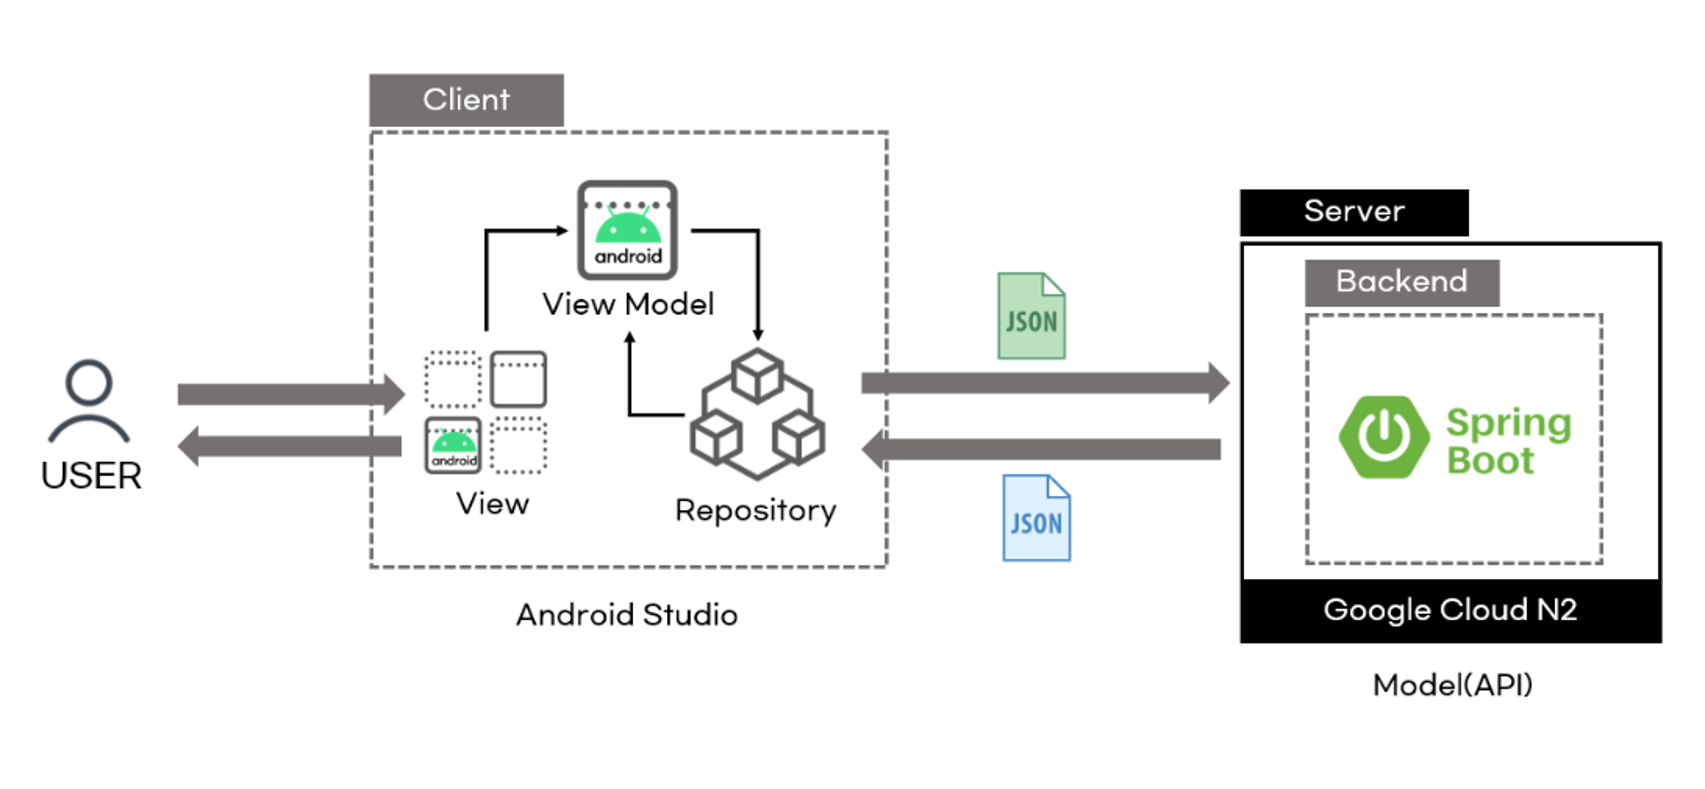 Client
android
View Model
USER
android
View
Repository
Android Studio
JSON
JSON
Server
Backend
Spring
Boot
Google Cloud N2
Model(API)